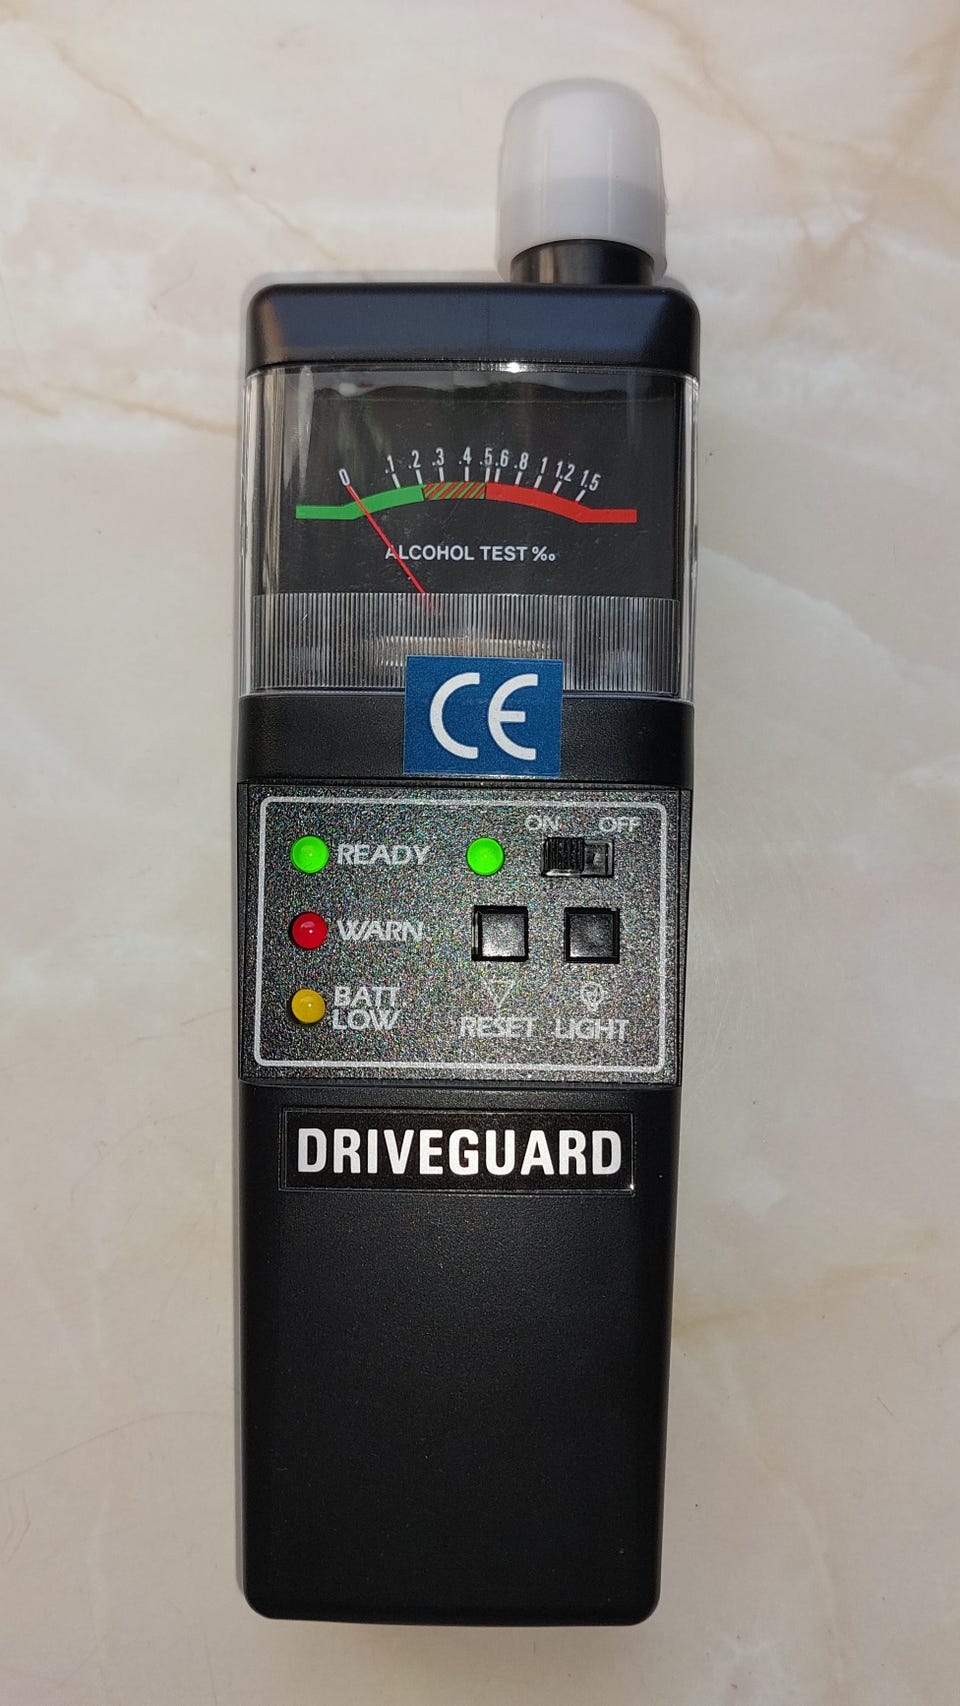 0 .1 .2 .3 .4 .5 .6 .8 1 1.2 1.5
ALCOHOL TEST ‰
CE
ON OFF
READY
WARN.
BATT
LOW
RESET LIGHT
DRIVEGUARD